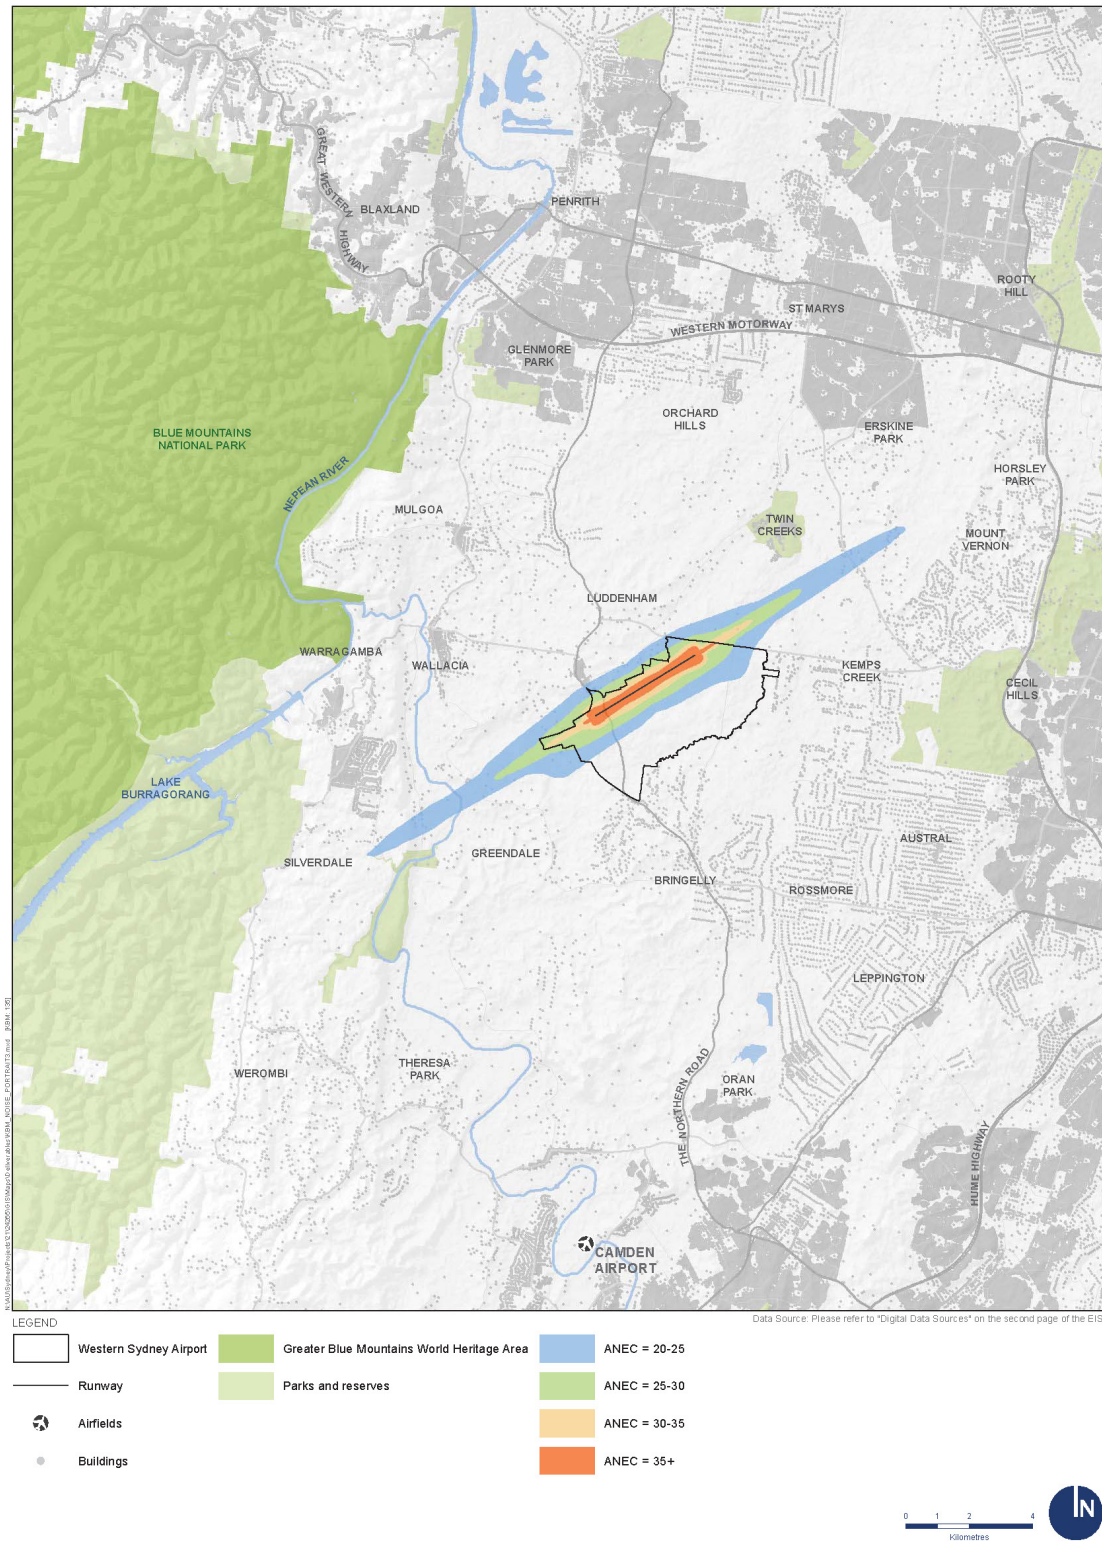 GREAT WESTERN
HIGHWAY
BLAXLAND
PENRITH
ROOTY
HILL
ST MARYS
WESTERN MOTORWAY
GLENMORE
PARK
ORCHARD
HILLS
ERSKINE
PARK
BLUE MOUNTAINS
NATIONAL PARK
HORSLEY
PARK
NEPEAN RIVER
MULGOA
TWIN
CREEKS
MOUNT
VERNON
LUDDENHAM
WARRAGAMBA
WALLACIA
KEMPS
CREEK
CECIL
HILLS
LAKE
BURRAGORANG
AUSTRAL
SILVERDALE
GREENDALE
BRINGELLY
ROSSMORE
LEPPINGTON
WEROMBI
THERESA
PARK
ORAN
PARK
THE NORTHERN ROAD
HUME HIGHWAY
CAMDEN
AIRPORT
Data Source: Please refer to "Digital Data Sources" on the second page of the EIS
LEGEND
Western Sydney Airport
Runway
Airfields
Buildings
Greater Blue Mountains World Heritage Area
Parks and reserves
ANEC = 20-25
ANEC = 25-30
ANEC = 30-35
ANEC = 35+
0 1 2 4
Kilometres
N